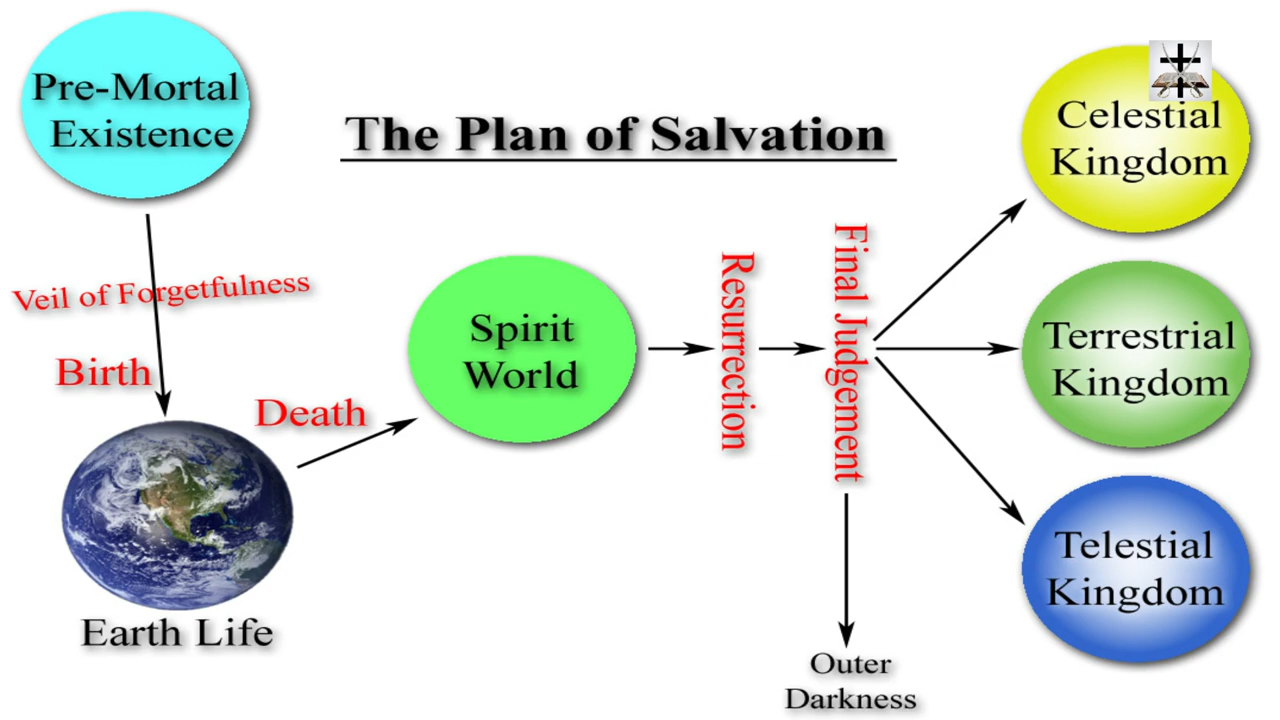 Pre-Mortal
Existence
The Plan of Salvation
Celestial
Kingdom
Veil of Forgetfulness
Birth
Death
Earth Life
Spirit
World
Resurrection
Final Judgement
Terrestrial
Kingdom
Telestial
Kingdom
Outer
Darkness